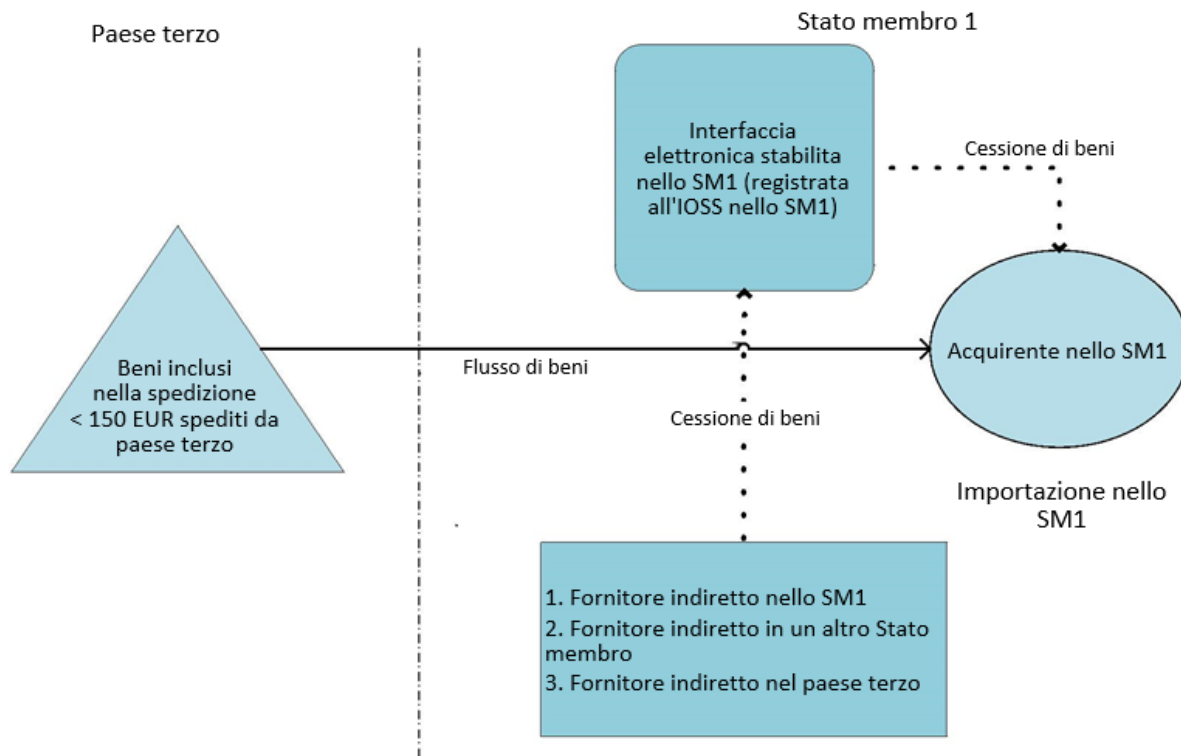 Paese terzo
Stato membro 1
Interfaccia
elettronica stabilita
nello SM1 (registrata
all'IOSS nello SM1)
Cessione di beni
Beni inclusi
nella spedizione
< 150 EUR spediti da
paese terzo
Flusso di beni
Acquirente nello SM1
Cessione di beni
Importazione nello
SM1
1. Fornitore indiretto nello SM1
2. Fornitore indiretto in un altro Stato
membro
3. Fornitore indiretto nel paese terzo